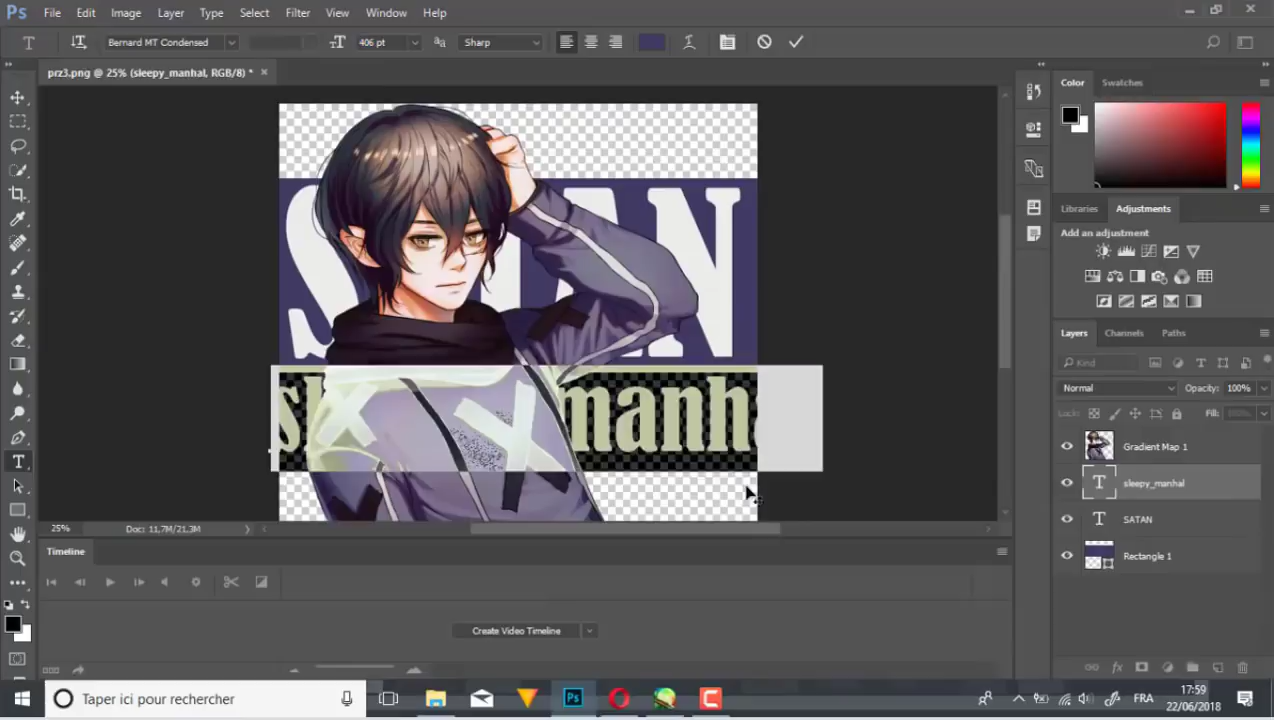 File Edit Image Layer Type Select Filter View Window Help
Bernard MT Condensed 406 pt Sharp
prz3.png @ 25% (sleepy_manhal, RGB/8) *
SATAN
manha
25% Doc: 11,7M/21,3M
Timeline
Create Video Timeline
Color Swatches
Libraries Adjustments
Add an adjustment
Layers Channels Paths
Kind
Normal Opacity: 100%
Lock: Fill:
Gradient Map 1
sleepy_manhal
SATAN
Rectangle 1
Taper ici pour rechercher
FRA
17:59
22/06/2018